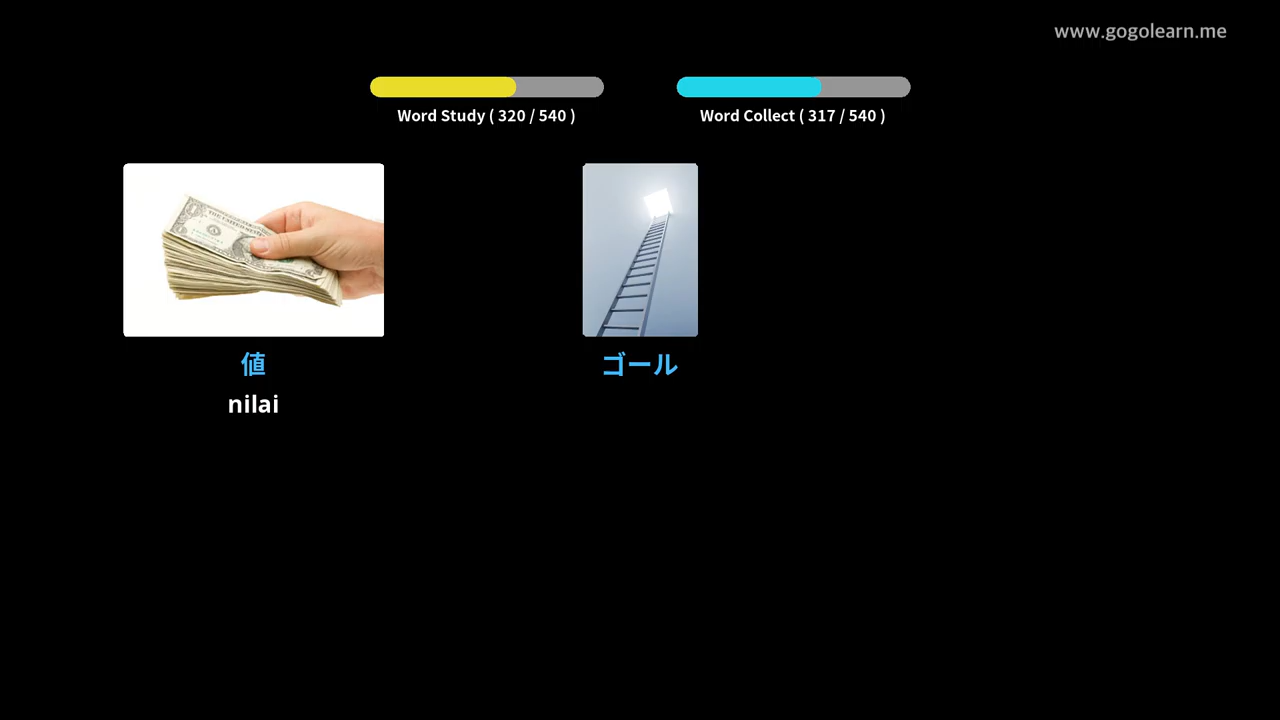 www.gogolearn.me
Word Study ( 320 / 540 )
Word Collect ( 317 / 540 )
値
nilai
ゴール